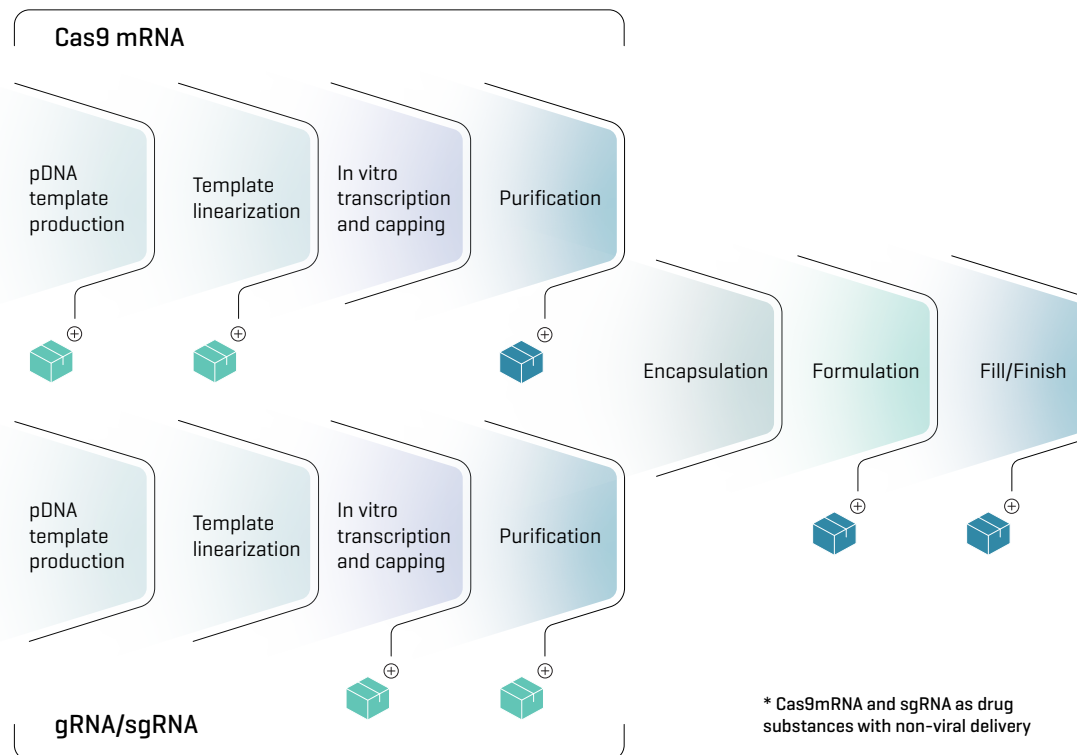 Cas9 mRNA
pDNA
template
production
Template
linearization
In vitro
transcription
and capping
Purification
Encapsulation
Formulation
Fill/Finish
pDNA
template
production
Template
linearization
In vitro
transcription
and capping
Purification
gRNA/sgRNA
* Cas9mRNA and sgRNA as drug
substances with non-viral delivery